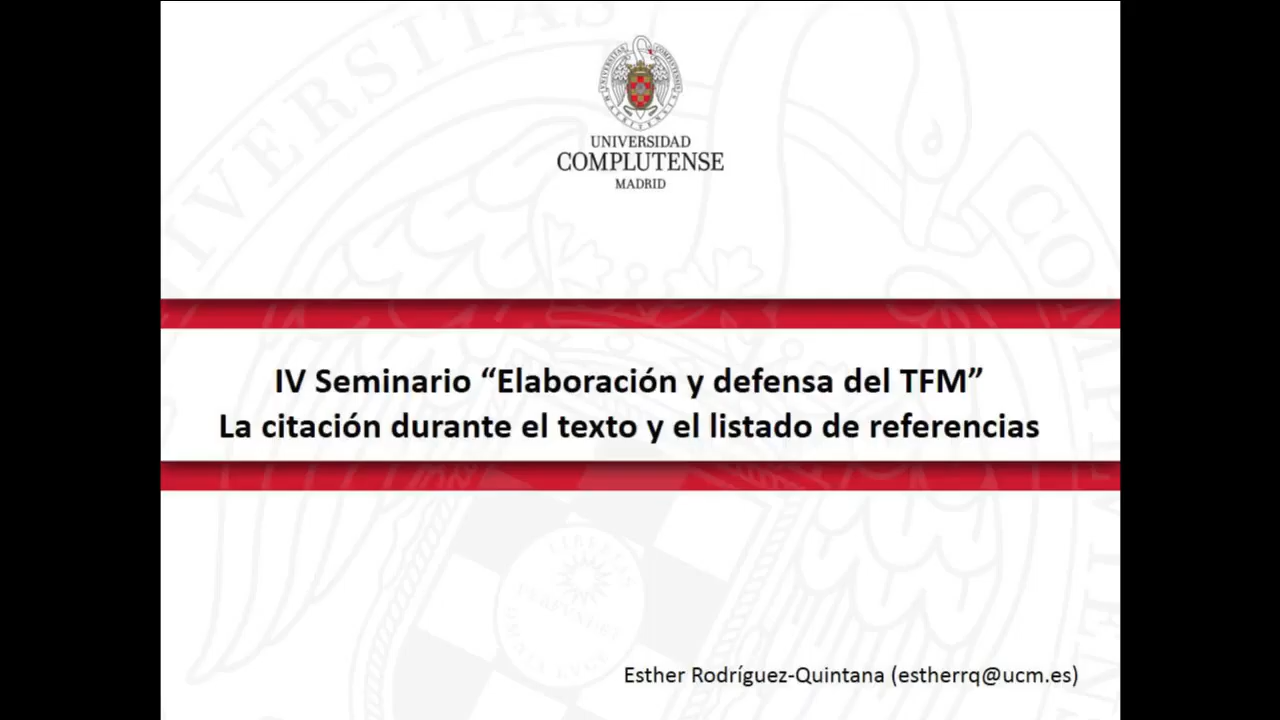 UNIVERSIDAD
COMPLUTENSE
MADRID
IV Seminario “Elaboración y defensa del TFM”
La citación durante el texto y el listado de referencias
Esther Rodríguez-Quintana (estherrq@ucm.es)